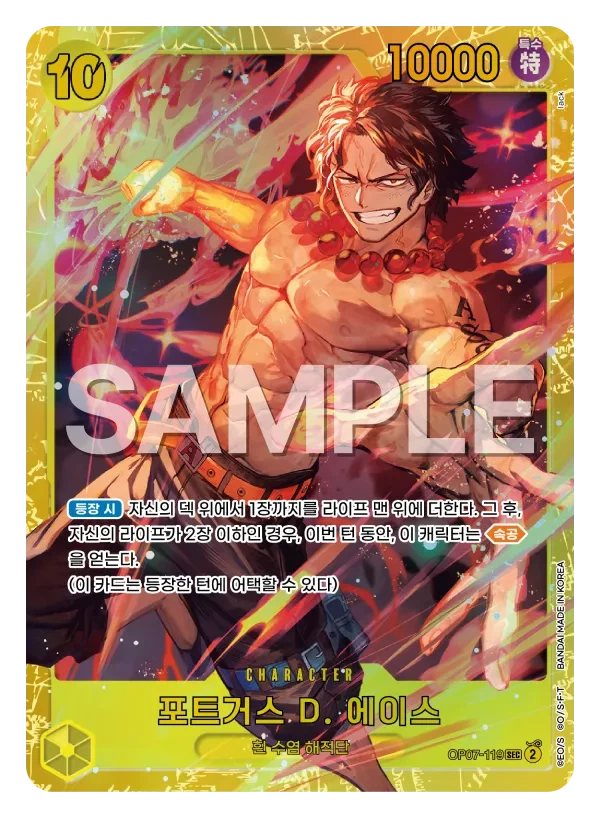 10
10000
특수
特
lack
SAMPLE
등장 시 자신의 덱 위에서 1장까지를 라이프 맨 위에 더한다. 그 후,
자신의 라이프가 2장 이하인 경우, 이번 턴 동안, 이 캐릭터는 속공
을 얻는다.
(이 카드는 등장한 턴에 어택할 수 있다)
CHARACTER
포트거스 D. 에이스
흰 수염 해적단
OP07-119 SEC 2
©E.O/S ©O/S·F·T BANDAI MADE IN KOREA